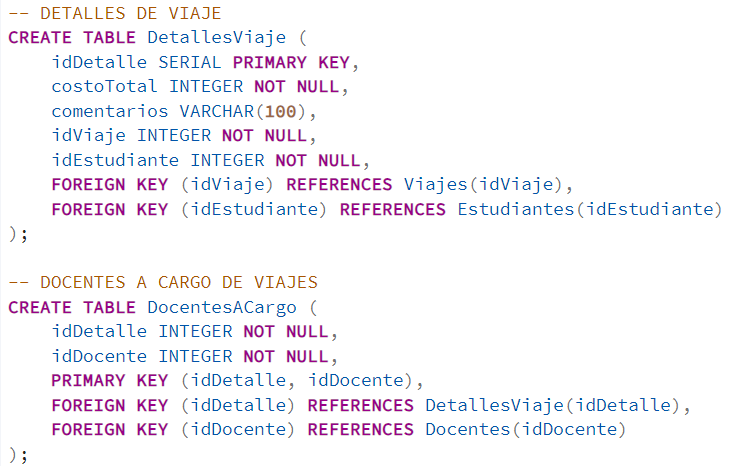 -- DETALLES DE VIAJE
CREATE TABLE DetallesViaje (
    idDetalle SERIAL PRIMARY KEY,
    costoTotal INTEGER NOT NULL,
    comentarios VARCHAR(100),
    idViaje INTEGER NOT NULL,
    idEstudiante INTEGER NOT NULL,
    FOREIGN KEY (idViaje) REFERENCES Viajes(idViaje),
    FOREIGN KEY (idEstudiante) REFERENCES Estudiantes(idEstudiante)
);

-- DOCENTES A CARGO DE VIAJES
CREATE TABLE DocentesACargo (
    idDetalle INTEGER NOT NULL,
    idDocente INTEGER NOT NULL,
    PRIMARY KEY (idDetalle, idDocente),
    FOREIGN KEY (idDetalle) REFERENCES DetallesViaje(idDetalle),
    FOREIGN KEY (idDocente) REFERENCES Docentes(idDocente)
);